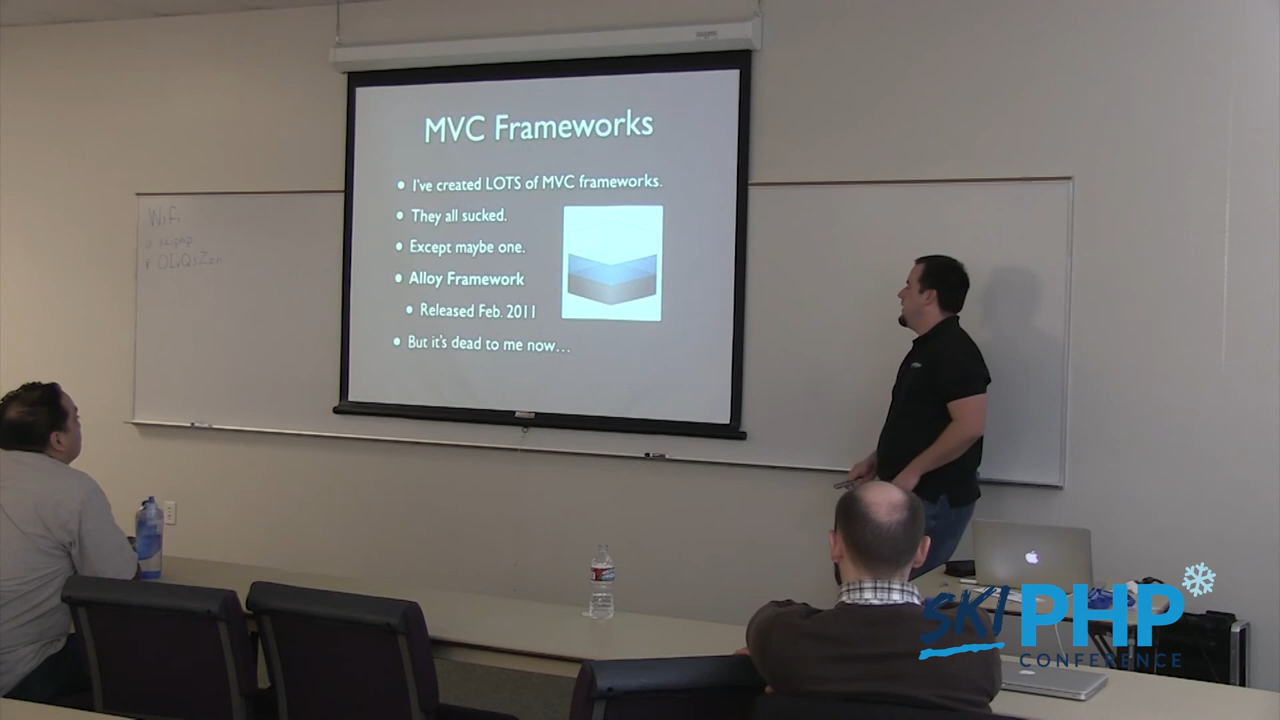 MVC Frameworks
• I've created LOTS of MVC frameworks.
• They all sucked.
• Except maybe one.
• Alloy Framework
• Released Feb. 2011
• But it's dead to me now…
WiFi
skiphp
SKI PHP
CONFERENCE